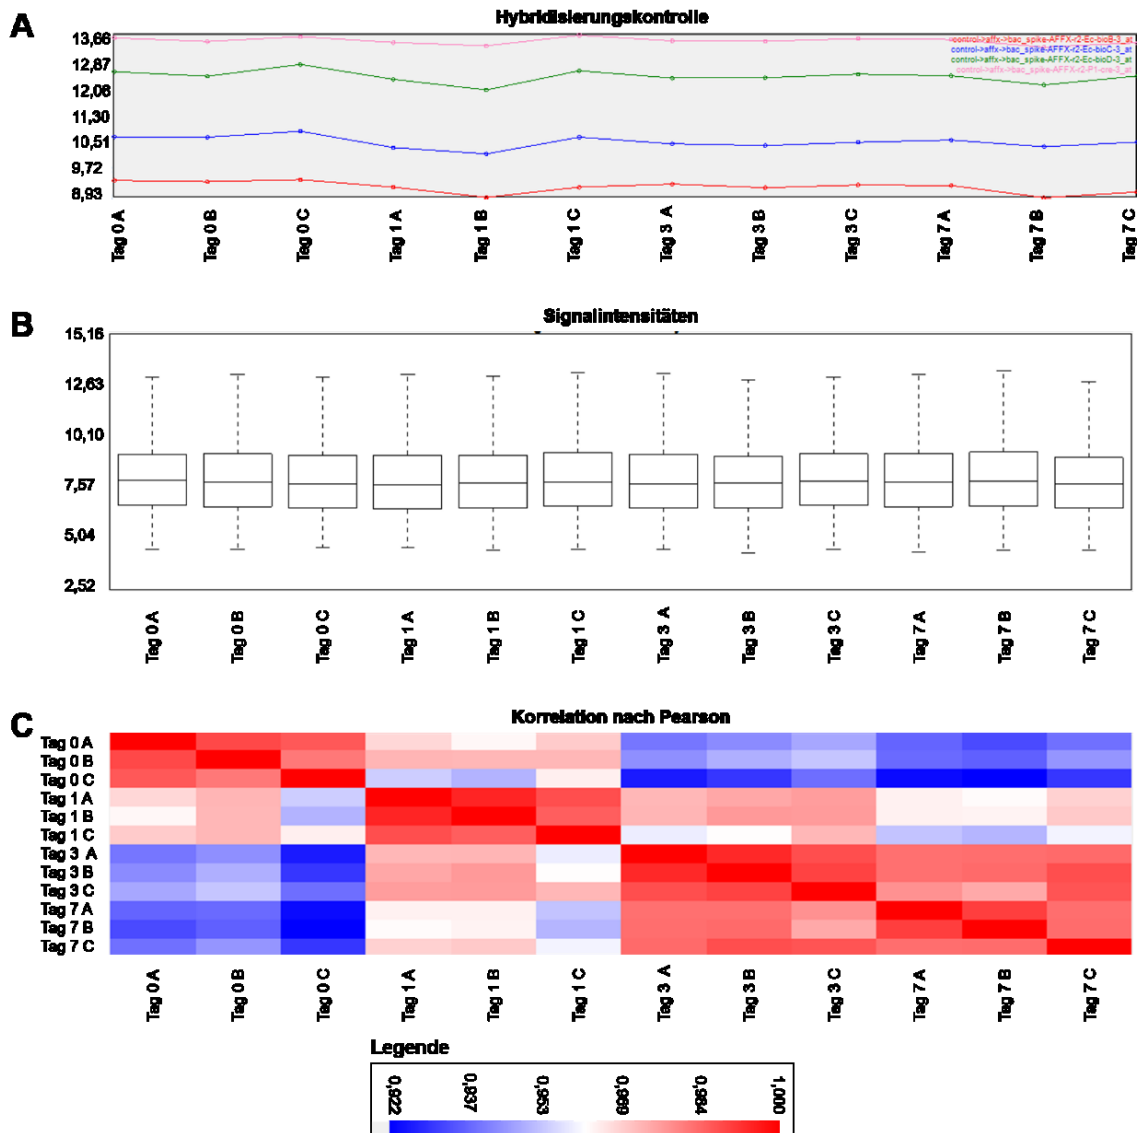 A
Hybridisierungskontrolle
13,66
12,87
12,06
11,30
10,51
9,72
8,93
control->affx->bac_spike-AFFX-r2-Ec-bioB-3_at
control->affx->bac_spike-AFFX-r2-Ec-bioC-3_at
control->affx->bac_spike-AFFX-r2-Ec-bioD-3_at
control->affx->bac_spike-AFFX-r2-P1-cre-3_at
Tag 0 A
Tag 0 B
Tag 0 C
Tag 1 A
Tag 1 B
Tag 1 C
Tag 3 A
Tag 3 B
Tag 3 C
Tag 7 A
Tag 7 B
Tag 7 C
B
Signalintensitäten
15,16
12,63
10,10
7,57
5,04
2,52
Tag 0 A
Tag 0 B
Tag 0 C
Tag 1 A
Tag 1 B
Tag 1 C
Tag 3 A
Tag 3 B
Tag 3 C
Tag 7 A
Tag 7 B
Tag 7 C
C
Korrelation nach Pearson
Tag 0 A
Tag 0 B
Tag 0 C
Tag 1 A
Tag 1 B
Tag 1 C
Tag 3 A
Tag 3 B
Tag 3 C
Tag 7 A
Tag 7 B
Tag 7 C
Tag 0 A
Tag 0 B
Tag 0 C
Tag 1 A
Tag 1 B
Tag 1 C
Tag 3 A
Tag 3 B
Tag 3 C
Tag 7 A
Tag 7 B
Tag 7 C
Legende
0,922
0,937
0,953
0,969
0,984
1,000